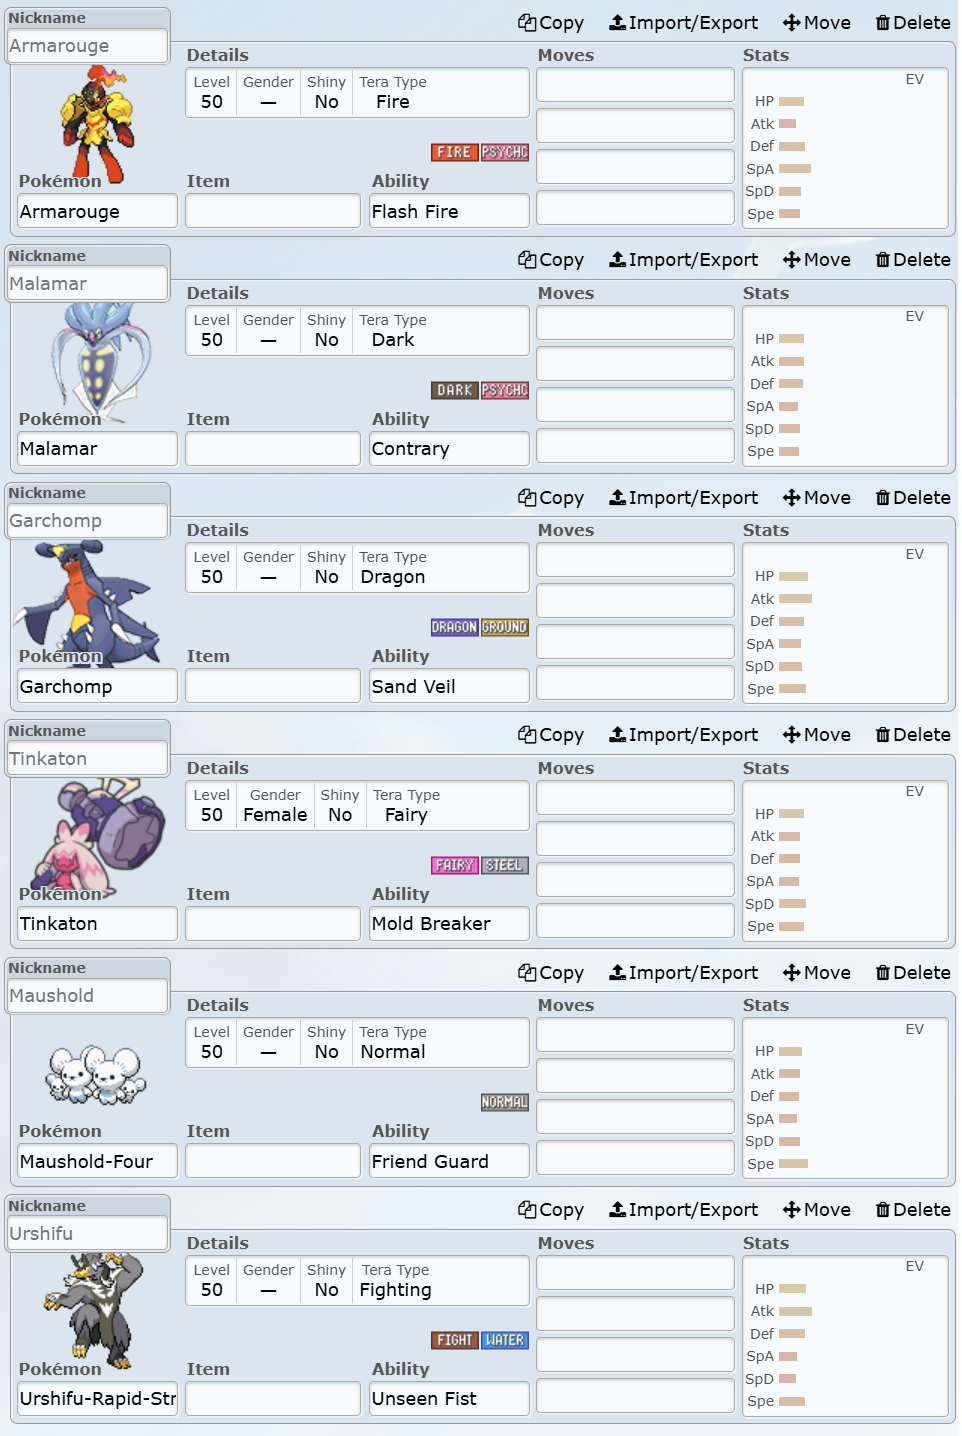 Nickname
Copy Import/Export Move Delete
Armarouge
Details Moves Stats
Level Gender Shiny Tera Type
50 — No Fire
EV
HP
Atk
Def
SpA
SpD
Spe
FIRE PSYCHC
Pokémon Item Ability
Armarouge Flash Fire
Nickname
Copy Import/Export Move Delete
Malamar
Details Moves Stats
Level Gender Shiny Tera Type
50 — No Dark
EV
HP
Atk
Def
SpA
SpD
Spe
DARK PSYCHC
Pokémon Item Ability
Malamar Contrary
Nickname
Copy Import/Export Move Delete
Garchomp
Details Moves Stats
Level Gender Shiny Tera Type
50 — No Dragon
EV
HP
Atk
Def
SpA
SpD
Spe
DRAGON GROUND
Pokémon Item Ability
Garchomp Sand Veil
Nickname
Copy Import/Export Move Delete
Tinkaton
Details Moves Stats
Level Gender Shiny Tera Type
50 Female No Fairy
EV
HP
Atk
Def
SpA
SpD
Spe
FAIRY STEEL
Pokémon Item Ability
Tinkaton Mold Breaker
Nickname
Copy Import/Export Move Delete
Maushold
Details Moves Stats
Level Gender Shiny Tera Type
50 — No Normal
EV
HP
Atk
Def
SpA
SpD
Spe
NORMAL
Pokémon Item Ability
Maushold-Four Friend Guard
Nickname
Copy Import/Export Move Delete
Urshifu
Details Moves Stats
Level Gender Shiny Tera Type
50 — No Fighting
EV
HP
Atk
Def
SpA
SpD
Spe
FIGHT WATER
Pokémon Item Ability
Urshifu-Rapid-Str Unseen Fist